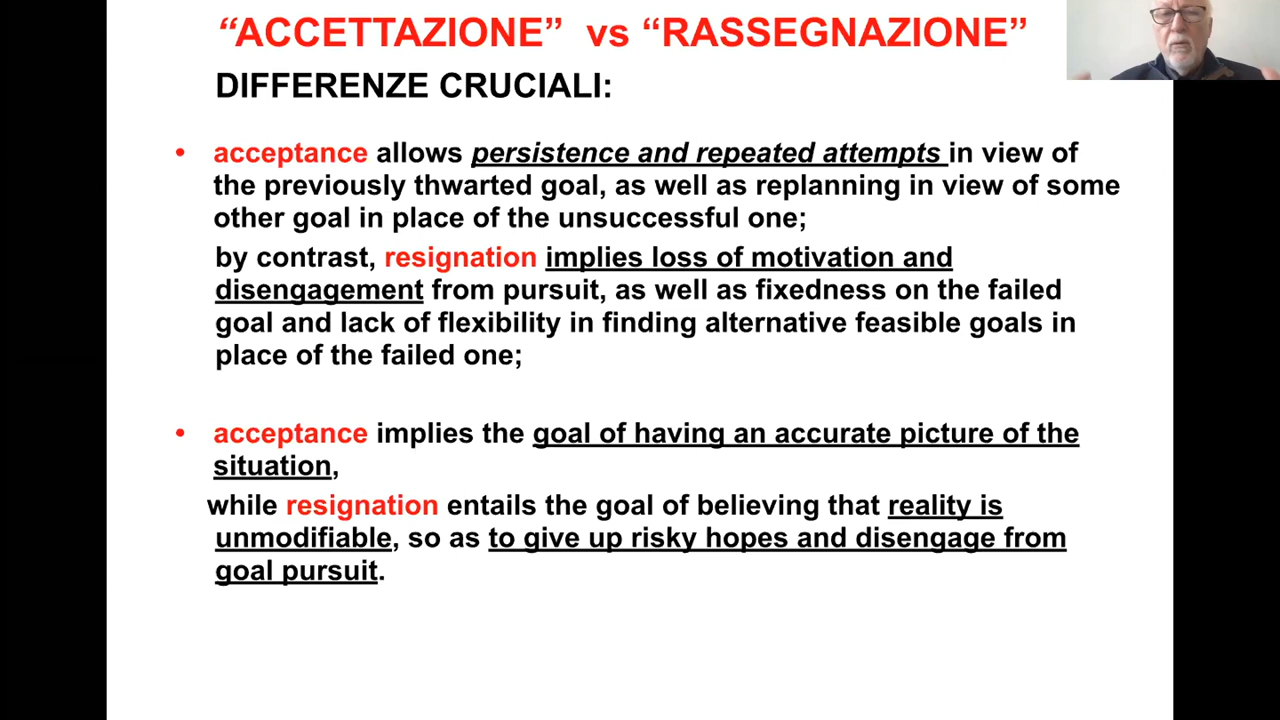 “ACCETTAZIONE” vs “RASSEGNAZIONE”
DIFFERENZE CRUCIALI:
• acceptance allows persistence and repeated attempts in view of
the previously thwarted goal, as well as replanning in view of some
other goal in place of the unsuccessful one;
by contrast, resignation implies loss of motivation and
disengagement from pursuit, as well as fixedness on the failed
goal and lack of flexibility in finding alternative feasible goals in
place of the failed one;
• acceptance implies the goal of having an accurate picture of the
situation,
while resignation entails the goal of believing that reality is
unmodifiable, so as to give up risky hopes and disengage from
goal pursuit.